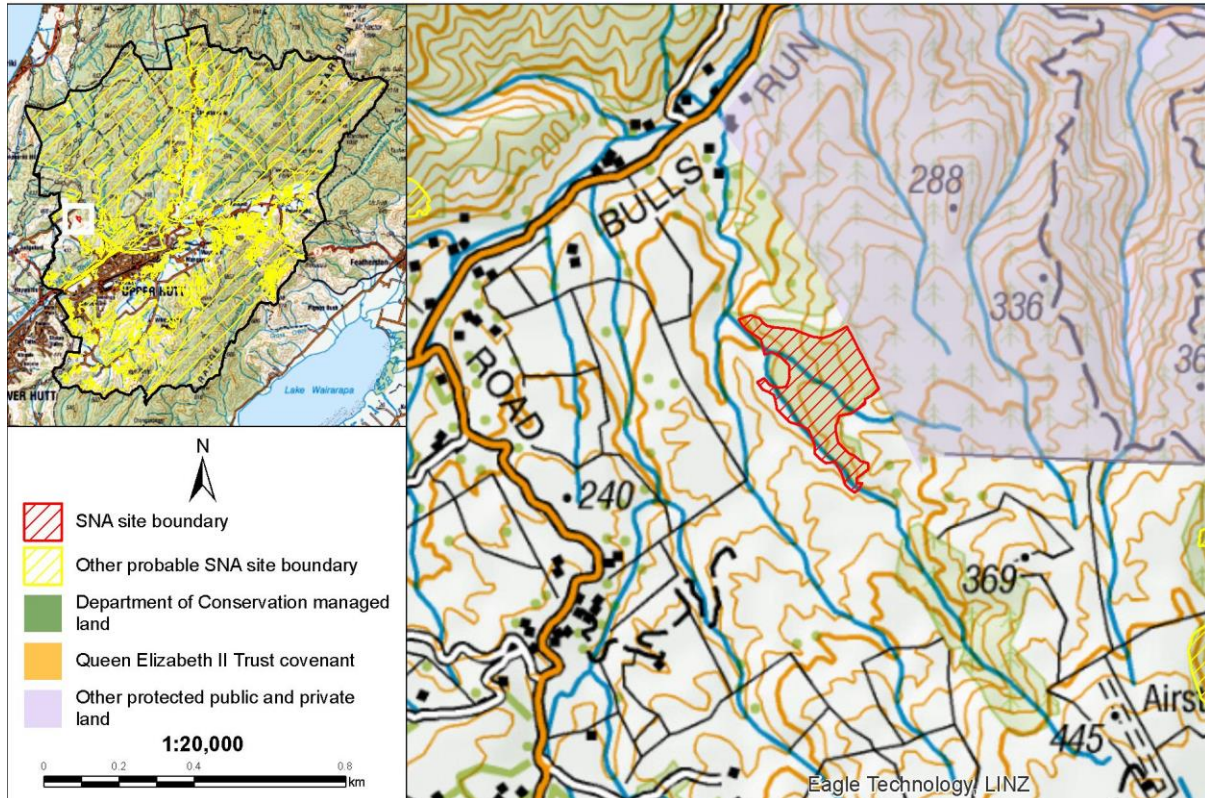 UPPER HUTT
Featherston
Lake Wairarapa
N
SNA site boundary
Other probable SNA site boundary
Department of Conservation managed
land
Queen Elizabeth II Trust covenant
Other protected public and private
land
1:20,000
0 0.2 0.4 0.8
km
BULLS
RUN
ROAD
200
288
336
36
240
369
445
Airst
Eagle Technology, LINZ